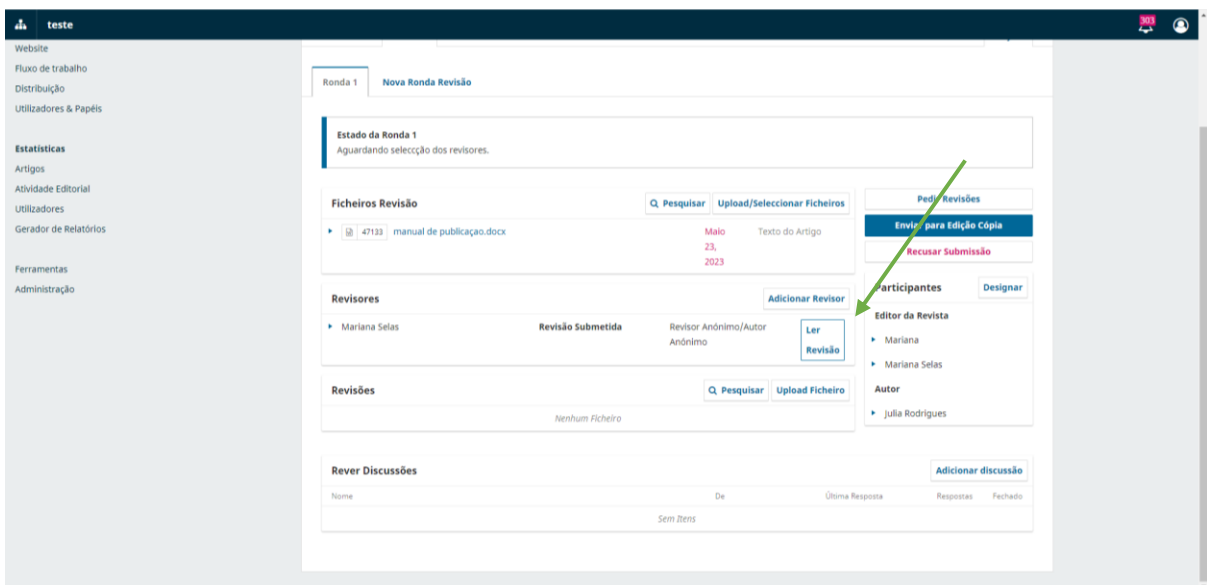 teste
303
Website
Fluxo de trabalho
Distribuição
Utilizadores & Papéis
Estatísticas
Artigos
Atividade Editorial
Utilizadores
Gerador de Relatórios
Ferramentas
Administração
Ronda 1
Nova Ronda Revisão
Estado da Ronda 1
Aguardando selecção dos revisores.
Ficheiros Revisão
Pesquisar
Upload/Seleccionar Ficheiros
47133 manual de publicaçao.docx
Maio
23,
2023
Texto do Artigo
Revisores
Adicionar Revisor
Mariana Selas
Revisão Submetida
Revisor Anónimo/Autor
Anónimo
Ler
Revisão
Revisões
Pesquisar
Upload Ficheiro
Nenhum Ficheiro
Pedir Revisões
Enviar para Edição Cópia
Recusar Submissão
Participantes
Designar
Editor da Revista
Mariana
Mariana Selas
Autor
Julia Rodrigues
Rever Discussões
Adicionar discussão
Nome
De
Última Resposta
Respostas
Fechado
Sem Itens